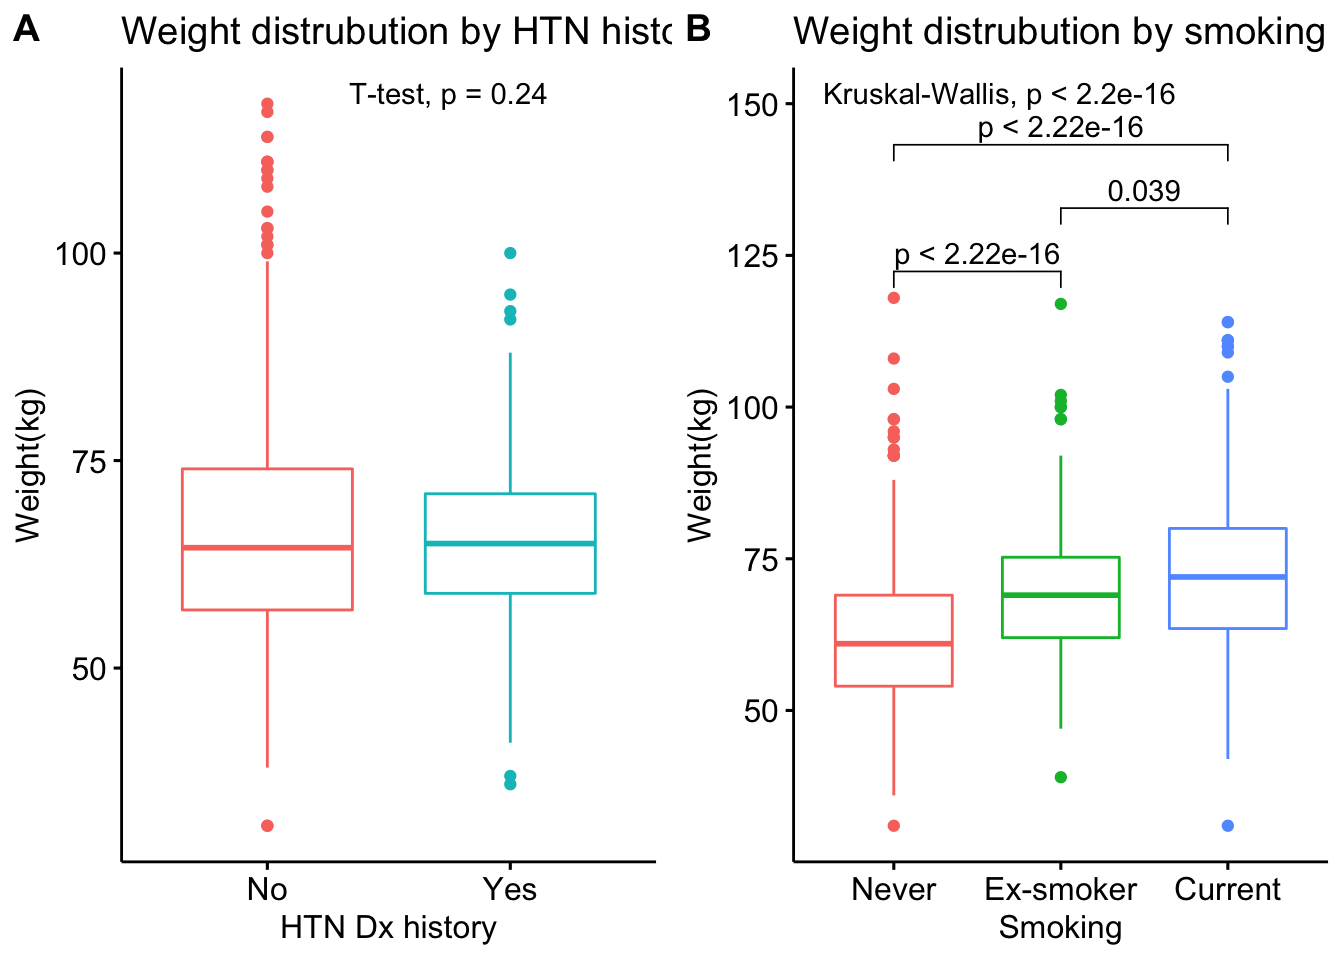 A
Weight distrubution by HTN histo
T-test, p = 0.24
100
75
50
Weight(kg)
No
Yes
HTN Dx history
B
Weight distrubution by smoking
Kruskal-Wallis, p < 2.2e-16
p < 2.22e-16
0.039
p < 2.22e-16
150
125
100
75
50
Weight(kg)
Never
Ex-smoker
Current
Smoking